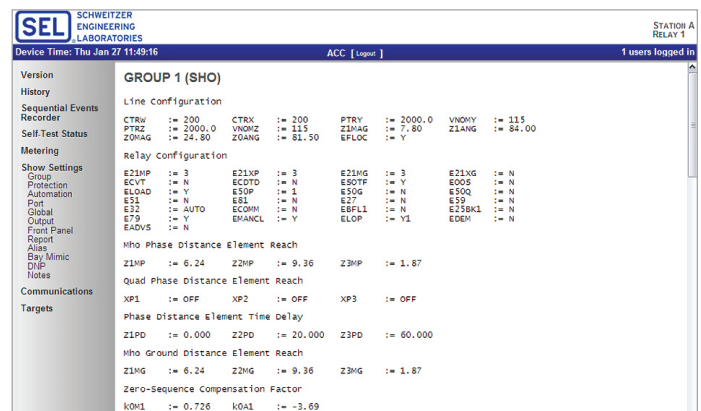 SEL SCHWEITZER
ENGINEERING
LABORATORIES
STATION A
RELAY 1
Device Time: Thu Jan 27 11:49:16 ACC [ Logout ] 1 users logged in
Version
History
Sequential Events
Recorder
Self-Test Status
Metering
Show Settings
Group
Protection
Automation
Port
Global
Output
Front Panel
Report
Alias
Bay Mimic
DNP
Notes
Communications
Targets
GROUP 1 (SHO)
Line Configuration
CTRW := 200 CTRX := 200 PTRY := 2000.0 VNOMY := 115
PTRZ := 2000.0 VNOMZ := 115 Z1MAG := 7.80 Z1ANG := 84.00
Z0MAG := 24.80 Z0ANG := 81.50 EFLOC := Y
Relay Configuration
E21MP := 3 E21XP := 3 E21MG := 3 E21XG := N
ECVT := N ECDTD := N ESOTF := Y EOOS := N
ELOAD := Y E50P := 1 E50G := N E50Q := N
E51 := N E81 := N E27 := N E59 := N
E32 := AUTO ECOMM := N EBFL1 := N E25BK1 := N
E79 := Y EMANCL := Y ELOP := Y1 EDEM := N
EADVS := N
Mho Phase Distance Element Reach
Z1MP := 6.24 Z2MP := 9.36 Z3MP := 1.87
Quad Phase Distance Element Reach
XP1 := OFF XP2 := OFF XP3 := OFF
Phase Distance Element Time Delay
Z1PD := 0.000 Z2PD := 20.000 Z3PD := 60.000
Mho Ground Distance Element Reach
Z1MG := 6.24 Z2MG := 9.36 Z3MG := 1.87
Zero-Sequence Compensation Factor
k0M1 := 0.726 k0A1 := -3.69